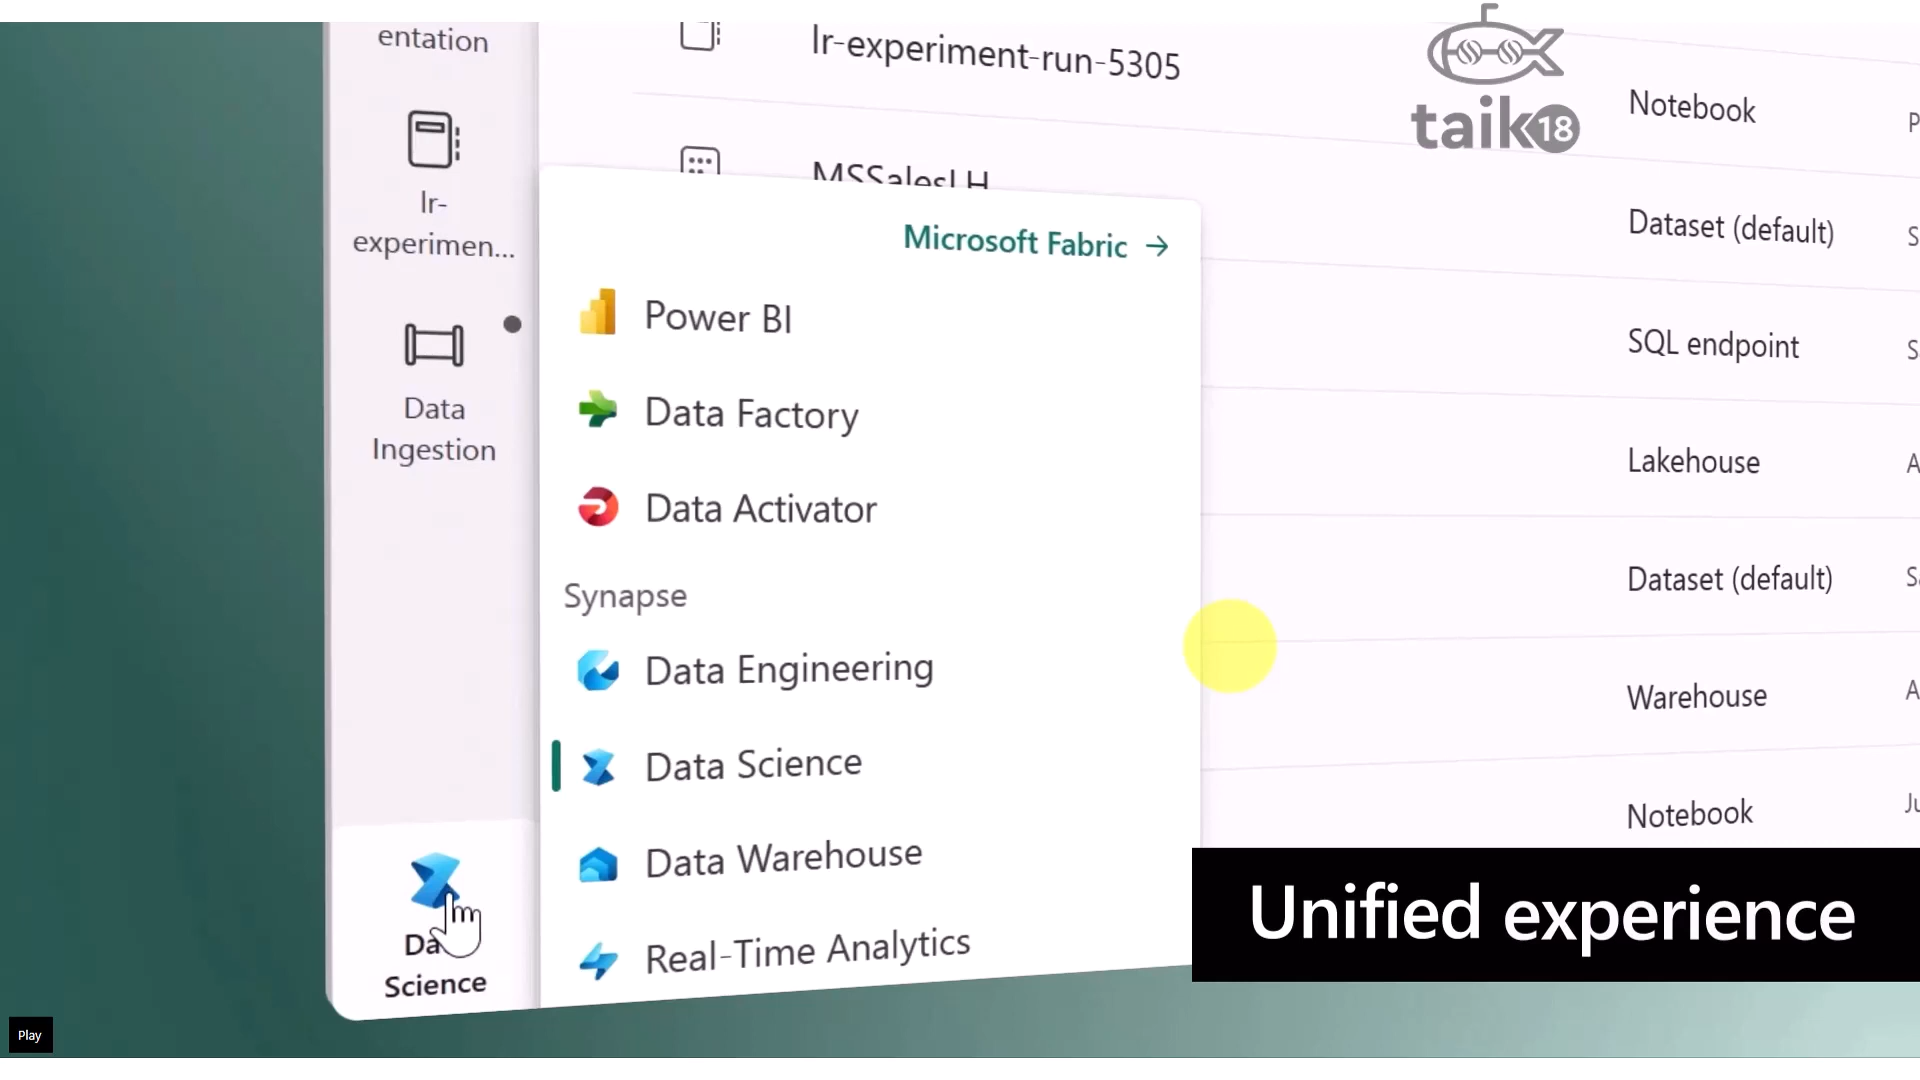 entation
lr-
experimen...
Data
Ingestion
Science
lr-experiment-run-5305
MSSalesLH
Microsoft Fabric →
Power BI
Data Factory
Data Activator
Synapse
Data Engineering
Data Science
Data Warehouse
Real-Time Analytics
Notebook
Dataset (default)
SQL endpoint
Lakehouse
Dataset (default)
Warehouse
Notebook
taik18
Unified experience
Play